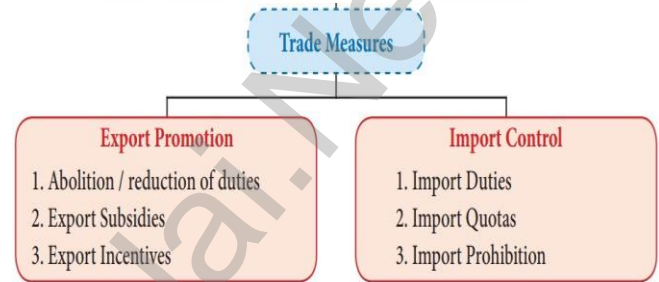 Trade Measures
Export Promotion
1. Abolition / reduction of duties
2. Export Subsidies
3. Export Incentives
Import Control
1. Import Duties
2. Import Quotas
3. Import Prohibition